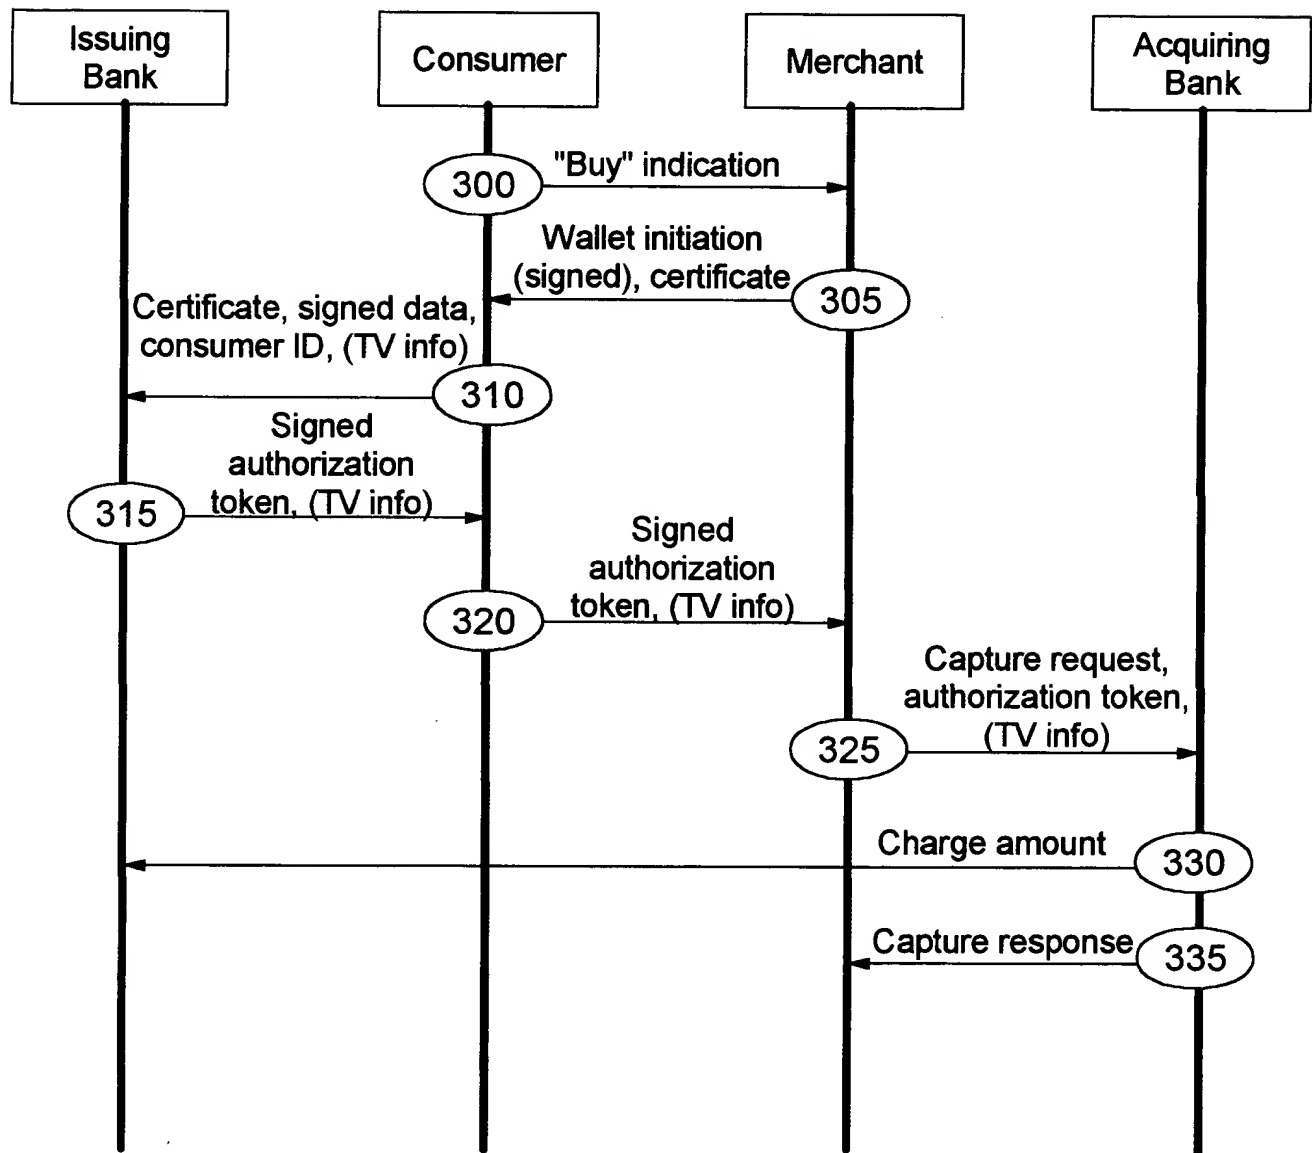 Issuing
Bank
Consumer
Merchant
Acquiring
Bank
300
"Buy" indication
Wallet initiation
(signed), certificate
305
Certificate, signed data,
consumer ID, (TV info)
310
Signed
authorization
token, (TV info)
315
Signed
authorization
token, (TV info)
320
Capture request,
authorization token,
(TV info)
325
Charge amount
330
Capture response
335